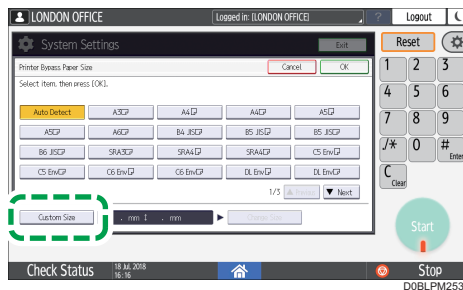 LONDON OFFICE
Logged in: [LONDON OFFICE]
? Logout
System Settings
Exit
Reset
Printer Bypass Paper Size
Cancel OK
Select item, then press [OK].
1 2 3
4 5 6
7 8 9
./* 0 # Enter
C Clear
Auto Detect A3 A4 A4 A5
A5 A6 B4 JIS B5 JIS B5 JIS
B6 JIS SRA3 SRA4 SRA4 C5 Env
C5 Env C6 Env C6 Env DL Env DL Env
1/3 ▲ ▼ Next
Custom Size . mm ↕ . mm ▶ Change Size
Start
Check Status 18 Jul. 2018
16:16
Stop
D0BLPM253